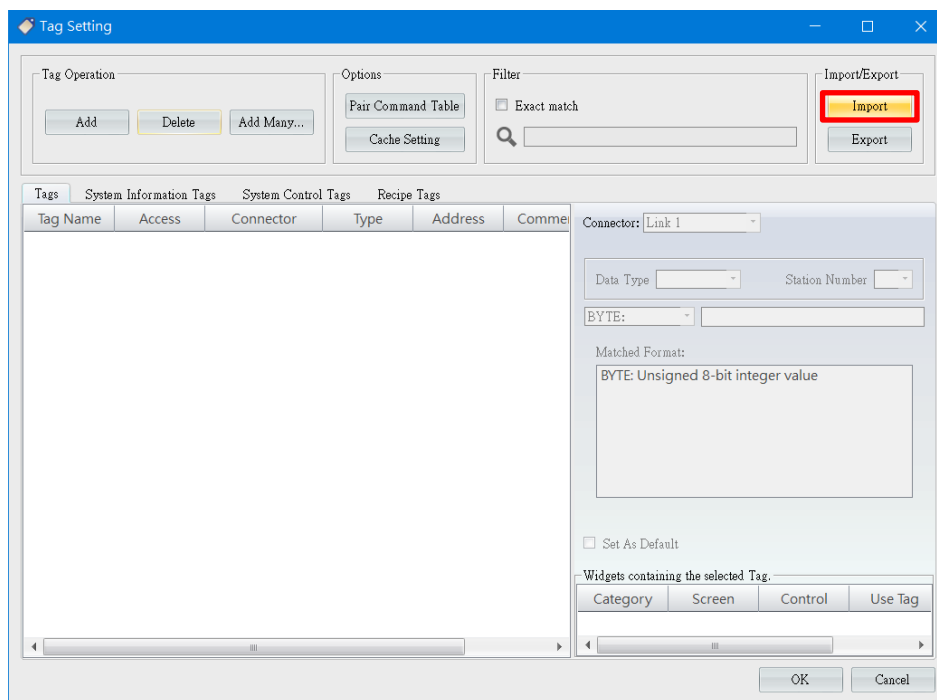 Tag Setting
Tag Operation
Options
Filter
Import/Export
Add
Delete
Add Many...
Pair Command Table
Cache Setting
Exact match
Import
Export
Tags
System Information Tags
System Control Tags
Recipe Tags
Tag Name
Access
Connector
Type
Address
Comme
Connector: Link 1
Data Type
Station Number
BYTE:
Matched Format:
BYTE: Unsigned 8-bit integer value
Set As Default
Widgets containing the selected Tag.
Category
Screen
Control
Use Tag
OK
Cancel